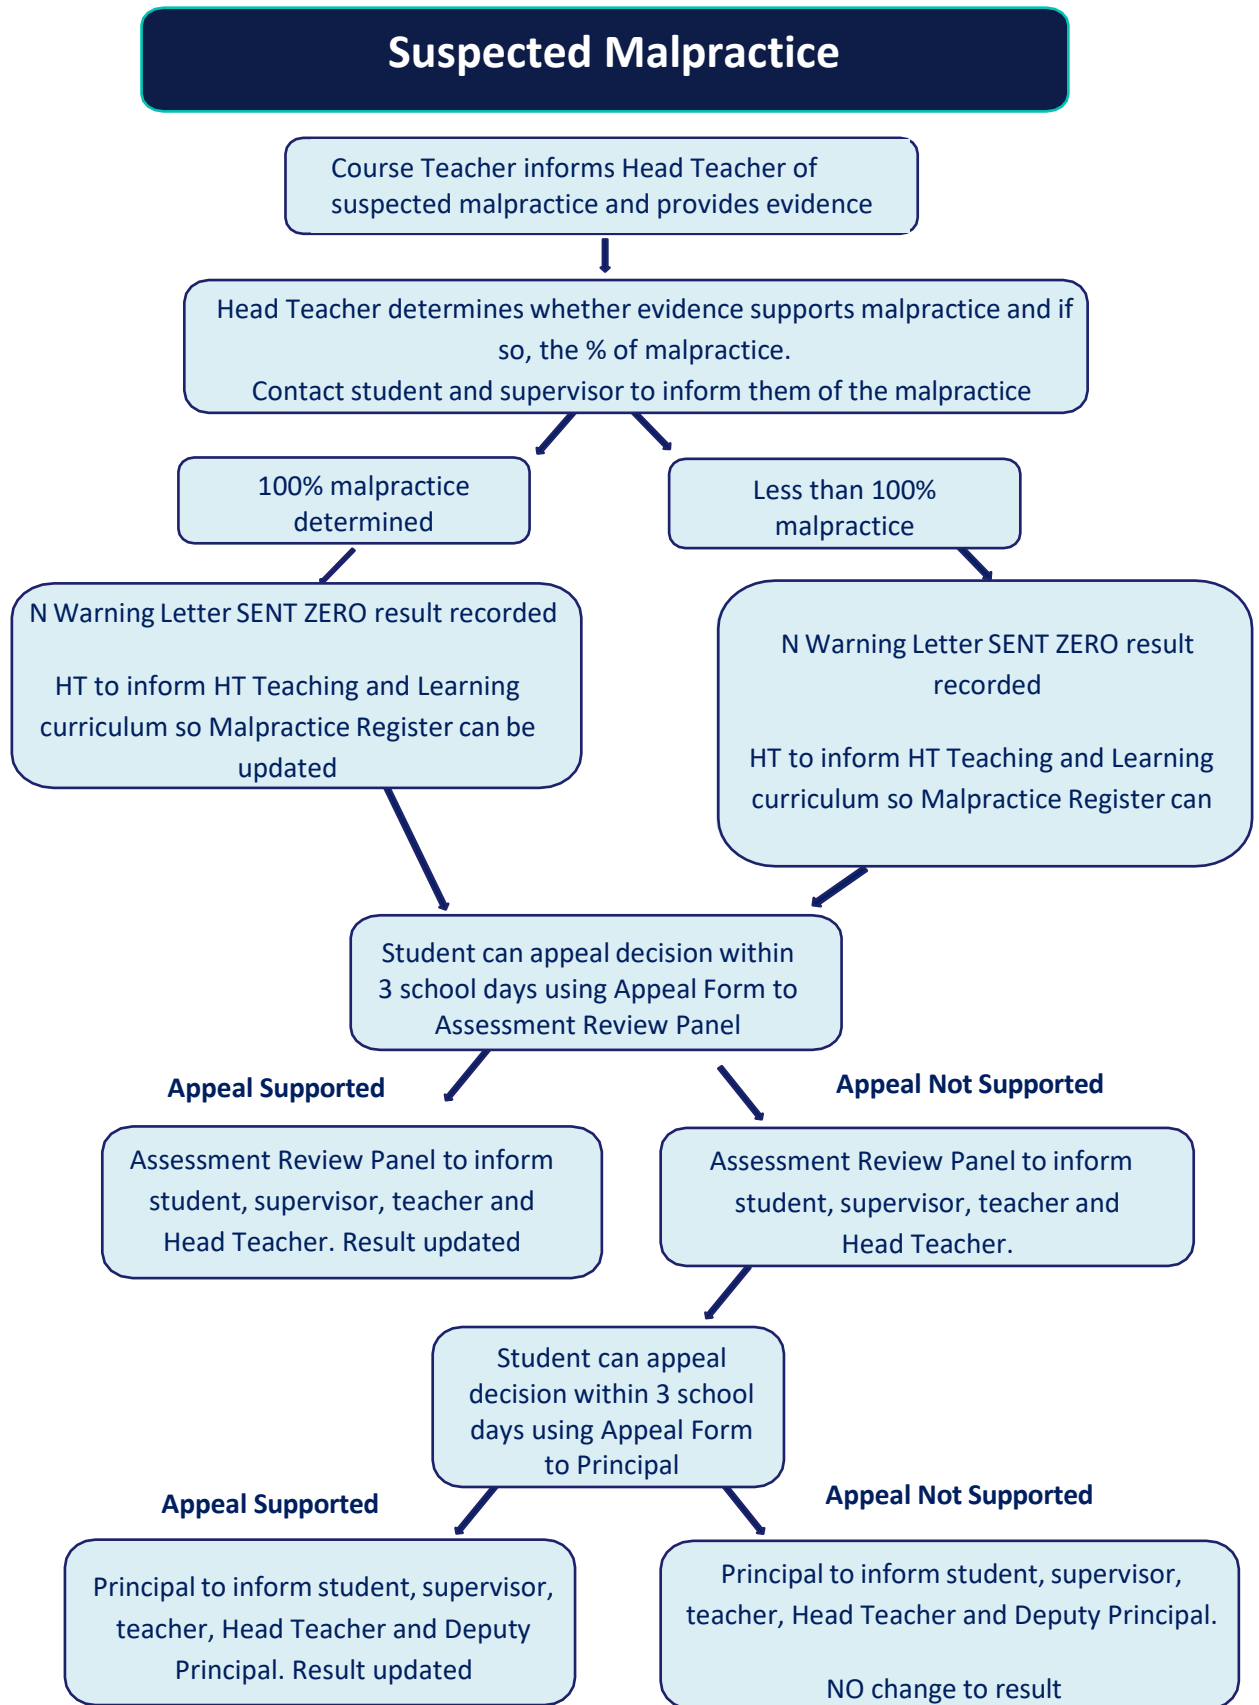 Suspected Malpractice
Course Teacher informs Head Teacher of
suspected malpractice and provides evidence
Head Teacher determines whether evidence supports malpractice and if
so, the % of malpractice.
Contact student and supervisor to inform them of the malpractice
100% malpractice
determined
Less than 100%
malpractice
N Warning Letter SENT ZERO result recorded
HT to inform HT Teaching and Learning
curriculum so Malpractice Register can be
updated
N Warning Letter SENT ZERO result
recorded
HT to inform HT Teaching and Learning
curriculum so Malpractice Register can
Student can appeal decision within
3 school days using Appeal Form to
Assessment Review Panel
Appeal Supported
Appeal Not Supported
Assessment Review Panel to inform
student, supervisor, teacher and
Head Teacher. Result updated
Assessment Review Panel to inform
student, supervisor, teacher and
Head Teacher.
Student can appeal
decision within 3 school
days using Appeal Form
to Principal
Appeal Supported
Appeal Not Supported
Principal to inform student, supervisor,
teacher, Head Teacher and Deputy
Principal. Result updated
Principal to inform student, supervisor,
teacher, Head Teacher and Deputy Principal.
NO change to result